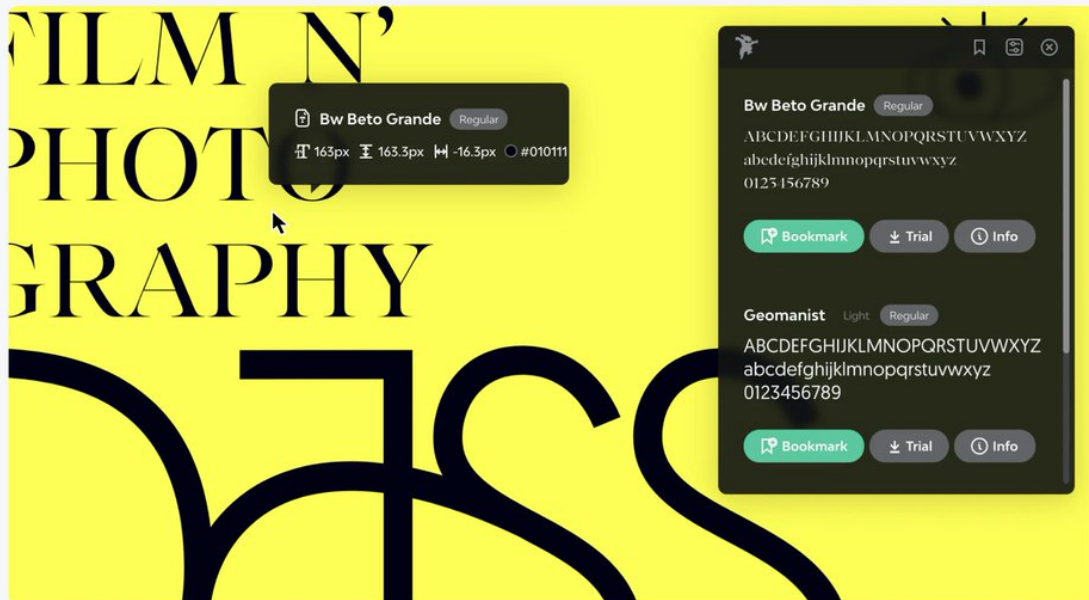 FILM N’
PHOTO
GRAPHY
Bw Beto Grande Regular
163px 163.3px -16.3px #010111
Bw Beto Grande Regular
ABCDEFGHIJKLMNOPQRSTUVWXYZ
abcdefghijklmnopqrstuvwxyz
0123456789
Bookmark Trial Info
Geomanist Light Regular
ABCDEFGHIJKLMNOPQRSTUVWXYZ
abcdefghijklmnopqrstuvwxyz
0123456789
Bookmark Trial Info